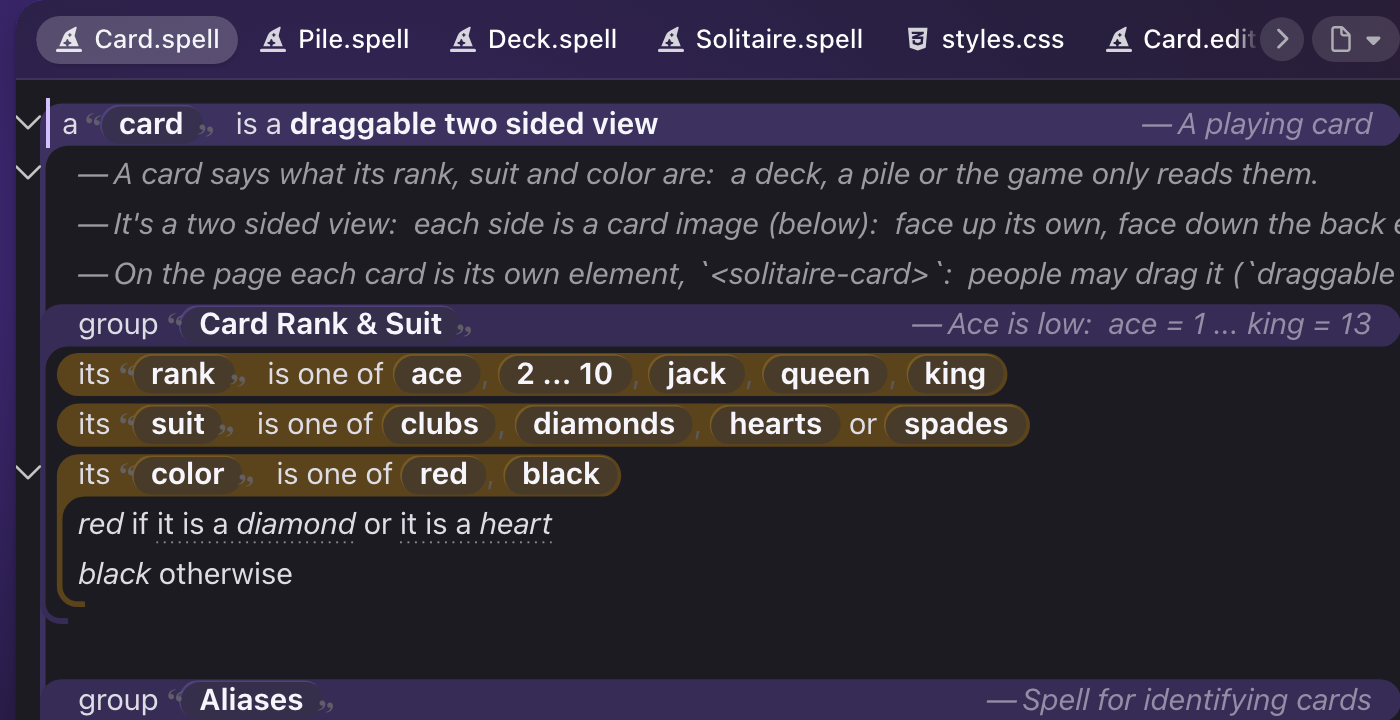 Card.spell Pile.spell Deck.spell Solitaire.spell styles.css Card.edit
a “card” is a draggable two sided view — A playing card
— A card says what its rank, suit and color are: a deck, a pile or the game only reads them.
— It's a two sided view: each side is a card image (below): face up its own, face down the back
— On the page each card is its own element, `<solitaire-card>`: people may drag it (`draggable
group “Card Rank & Suit” — Ace is low: ace = 1 ... king = 13
its “rank” is one of ace, 2 ... 10, jack, queen, king
its “suit” is one of clubs, diamonds, hearts or spades
its “color” is one of red, black
red if it is a diamond or it is a heart
black otherwise
group “Aliases” — Spell for identifying cards